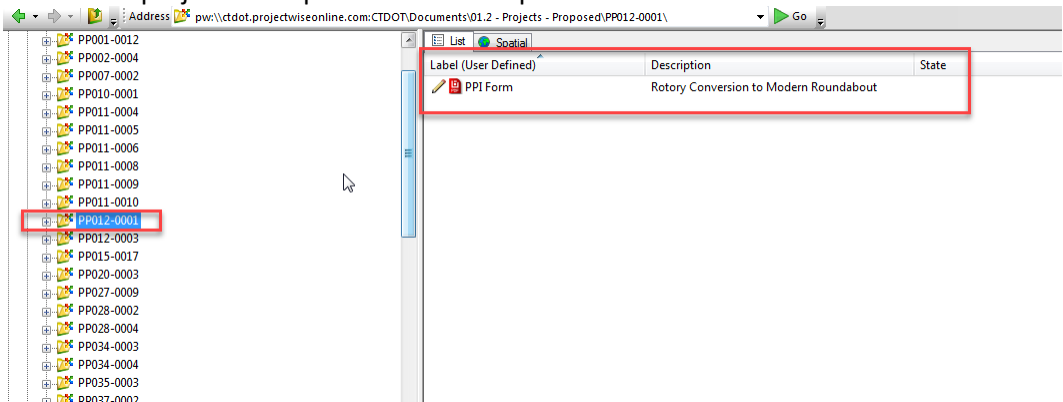 Address pw:\\ctdot.projectwiseonline.com:CTDOT\Documents\01.2 - Projects - Proposed\PP012-0001\ Go
PP001-0012
PP002-0004
PP007-0002
PP010-0001
PP011-0004
PP011-0005
PP011-0006
PP011-0008
PP011-0009
PP011-0010
PP012-0001
PP012-0003
PP015-0017
PP020-0003
PP027-0009
PP028-0002
PP028-0004
PP034-0003
PP034-0004
PP035-0003
PP037-0002
List Spatial
Label (User Defined) Description State
PPI Form Rotory Conversion to Modern Roundabout